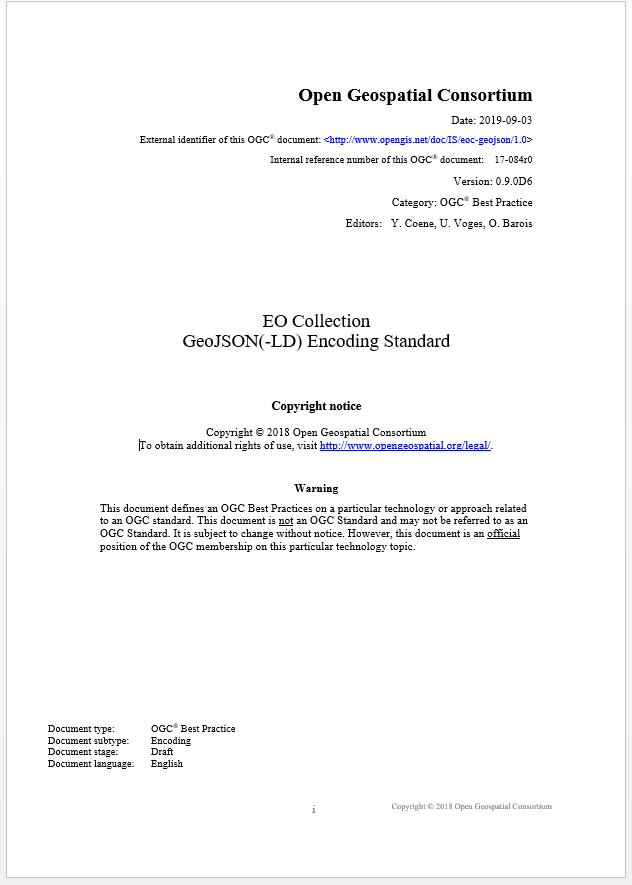 Open Geospatial Consortium
Date: 2019-09-03
External identifier of this OGC® document: <http://www.opengis.net/doc/IS/eoc-geojson/1.0>
Internal reference number of this OGC® document: 17-084r0
Version: 0.9.0D6
Category: OGC® Best Practice
Editors: Y. Coene, U. Voges, O. Barois
EO Collection
GeoJSON(-LD) Encoding Standard
Copyright notice
Copyright © 2018 Open Geospatial Consortium
To obtain additional rights of use, visit http://www.opengeospatial.org/legal/.
Warning
This document defines an OGC Best Practices on a particular technology or approach related
to an OGC standard. This document is not an OGC Standard and may not be referred to as an
OGC Standard. It is subject to change without notice. However, this document is an official
position of the OGC membership on this particular technology topic.
Document type: OGC® Best Practice
Document subtype: Encoding
Document stage: Draft
Document language: English
i Copyright © 2018 Open Geospatial Consortium